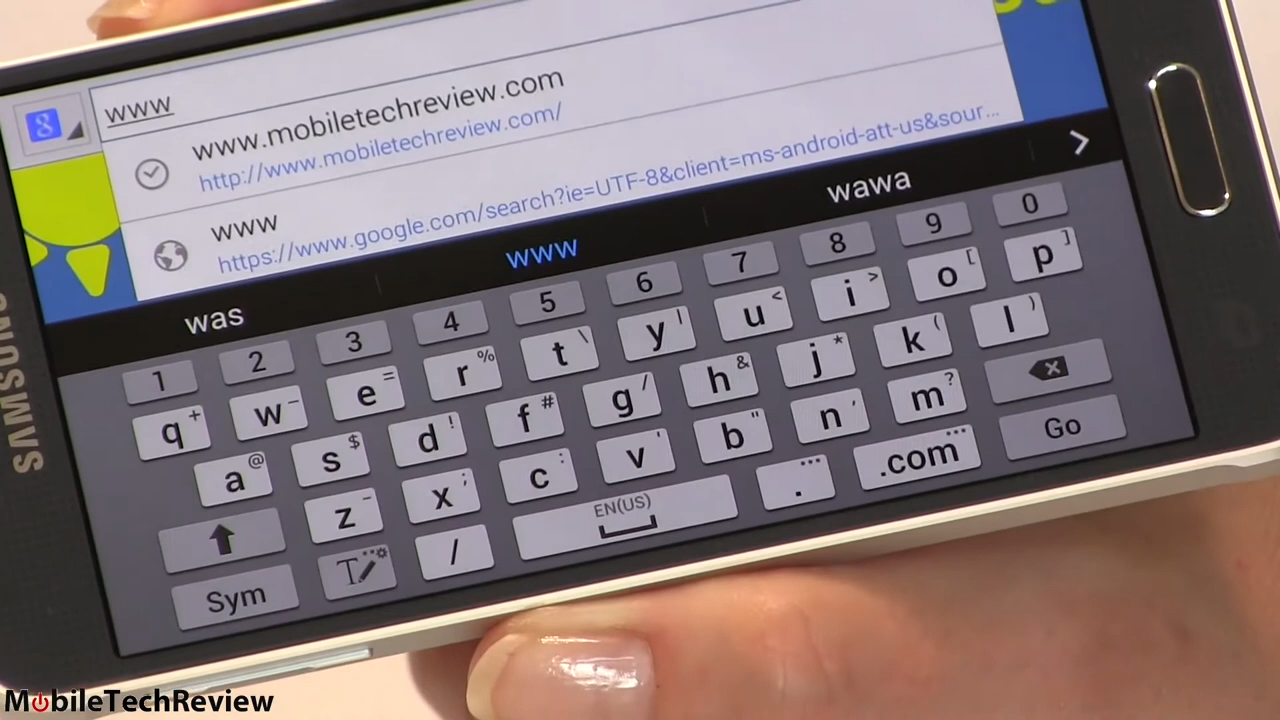 www
www.mobiletechreview.com
http://www.mobiletechreview.com/
www
https://www.google.com/search?ie=UTF-8&client=ms-android-att-us&sour...
was www wawa
1 2 3 4 5 6 7 8 9 0
q + w - e = r % t \ y | u < i > o [ p ]
a @ s $ d ! f # g / h & j * k ( l )
z - x ; c : v ' b " n , m ?
Sym T / EN(US) . ... .com ... Go
SAMSUNG
8
MobileTechReview